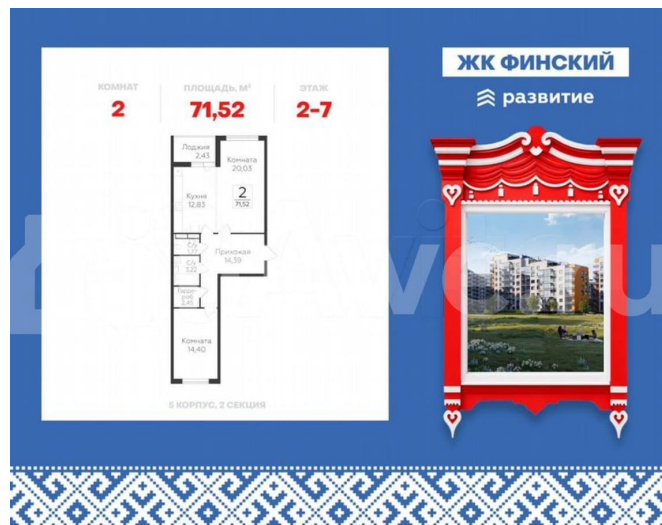 КОМНАТ
2
ПЛОЩАДЬ, М²
71,52
ЭТАЖ
2-7
ЖК ФИНСКИЙ
развитие
Лоджия
2,43
Комната
20,03
Кухня
12,83
2
71,52
Прихожая
14,39
С/у
С/у
Комната
14,40
5 КОРПУС, 2 СЕКЦИЯ